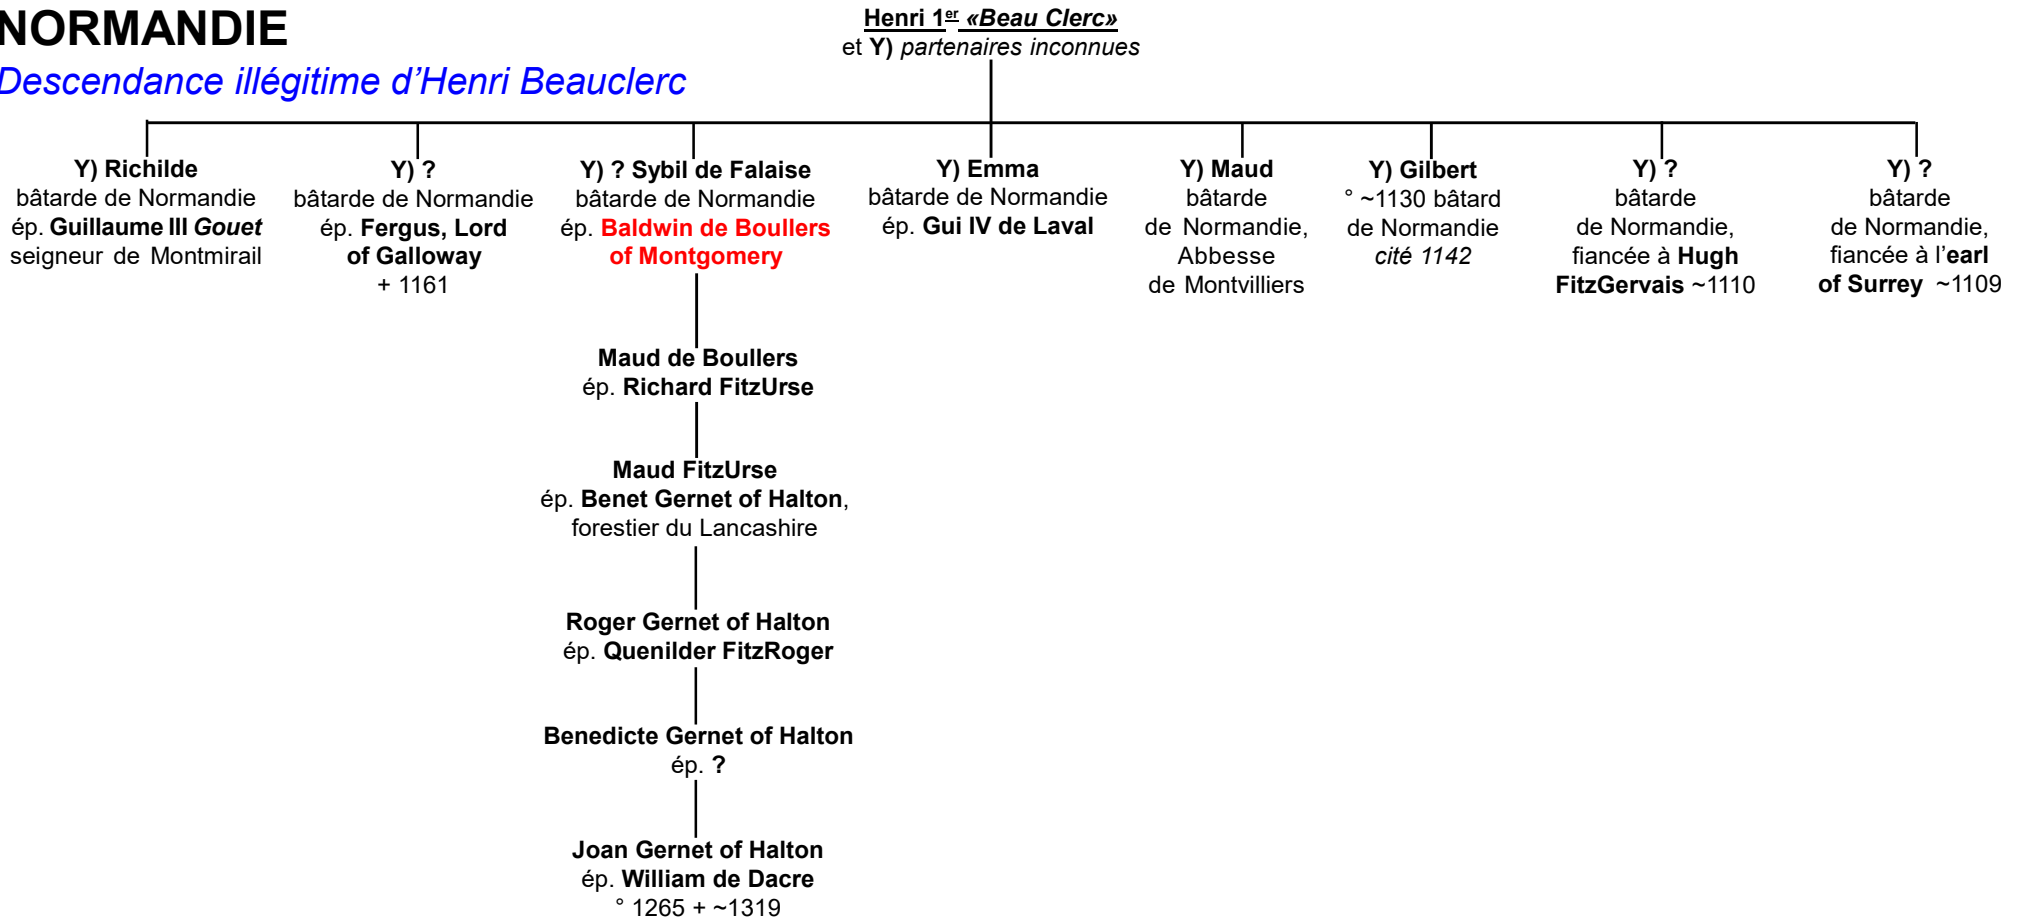 NORMANDIE
Descendance illégitime d’Henri Beauclerc
Henri 1er «Beau Clerc»
et Y) partenaires inconnues
Y) Richilde
bâtarde de Normandie
ép. Guillaume III Gouet
seigneur de Montmirail
Y) ?
bâtarde de Normandie
ép. Fergus, Lord
of Galloway
+ 1161
Y) ? Sybil de Falaise
bâtarde de Normandie
ép. Baldwin de Boullers
of Montgomery
Y) Emma
bâtarde de Normandie
ép. Gui IV de Laval
Y) Maud
bâtarde
de Normandie,
Abbesse
de Montvilliers
Y) Gilbert
° ~1130 bâtard
de Normandie
cité 1142
Y) ?
bâtarde
de Normandie,
fiancée à Hugh
FitzGervais ~1110
Y) ?
bâtarde
de Normandie,
fiancée à l’earl
of Surrey ~1109
Maud de Boullers
ép. Richard FitzUrse
Maud FitzUrse
ép. Benet Gernet of Halton,
forestier du Lancashire
Roger Gernet of Halton
ép. Quenilder FitzRoger
Benedicte Gernet of Halton
ép. ?
Joan Gernet of Halton
ép. William de Dacre
° 1265 + ~1319